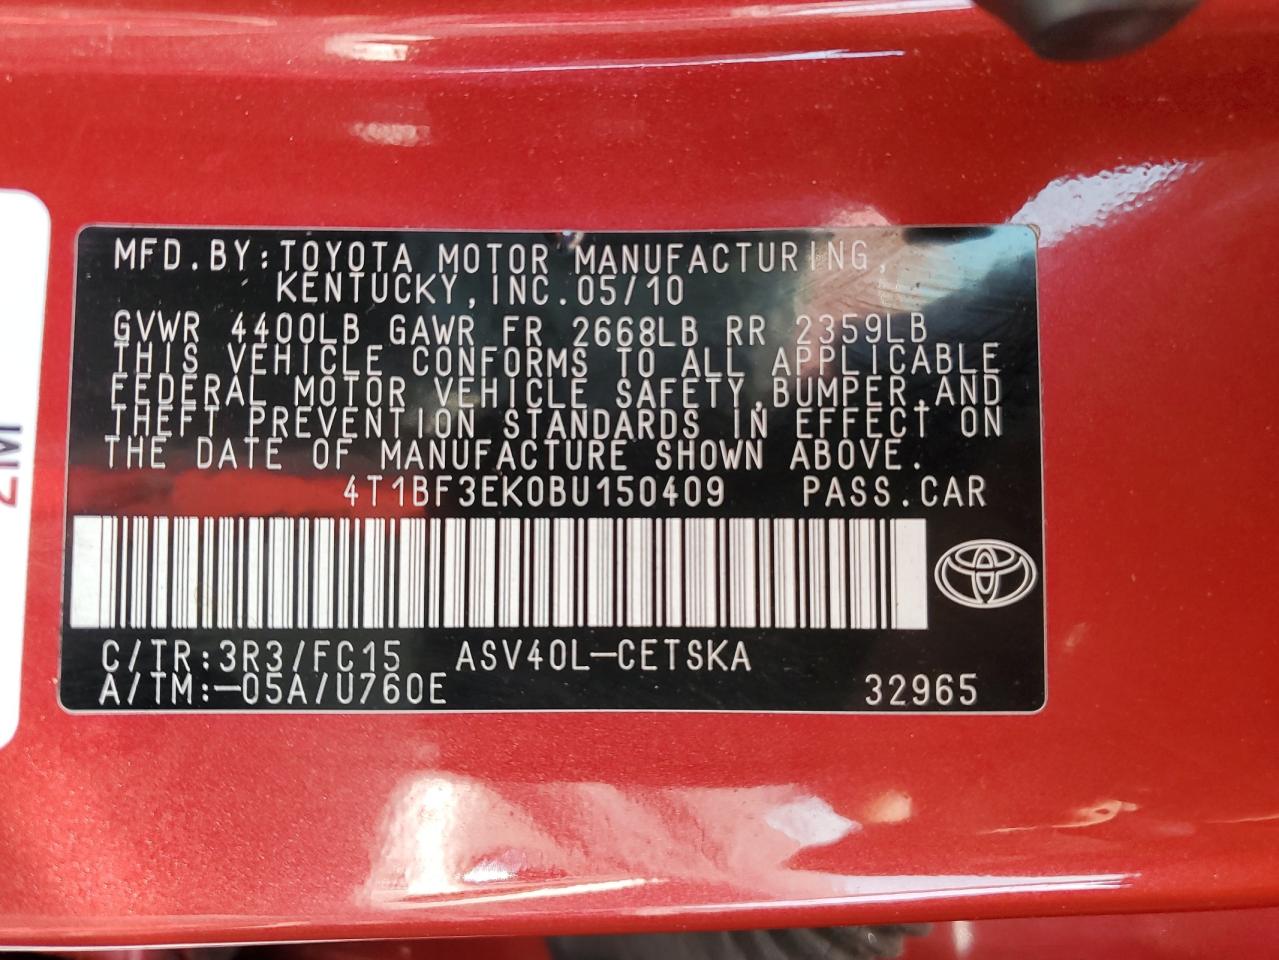 MFD.BY:TOYOTA MOTOR MANUFACTURING,
KENTUCKY,INC.05/10
GVWR 4400LB GAWR FR 2668LB RR 2359LB
THIS VEHICLE CONFORMS TO ALL APPLICABLE
FEDERAL MOTOR VEHICLE SAFETY,BUMPER,AND
THEFT PREVENTION STANDARDS IN EFFECT ON
THE DATE OF MANUFACTURE SHOWN ABOVE.
4T1BF3EK0BU150409 PASS.CAR
C/TR:3R3/FC15 ASV40L-CETSKA
A/TM:-05A/U760E 32965